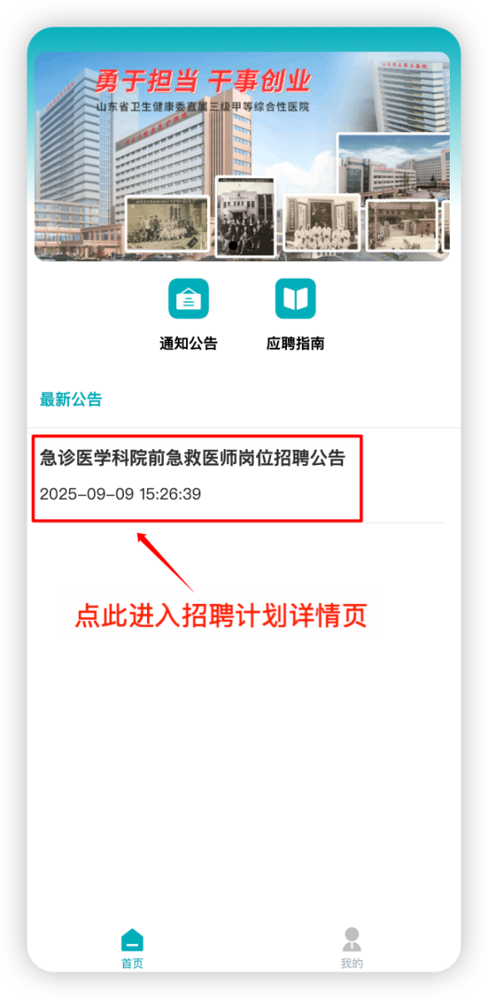 勇于担当 干事创业
山东省卫生健康委直属三级甲等综合性医院
通知公告
应聘指南
最新公告
急诊医学科院前急救医师岗位招聘公告
2025-09-09 15:26:39
点此进入招聘计划详情页
首页
我的